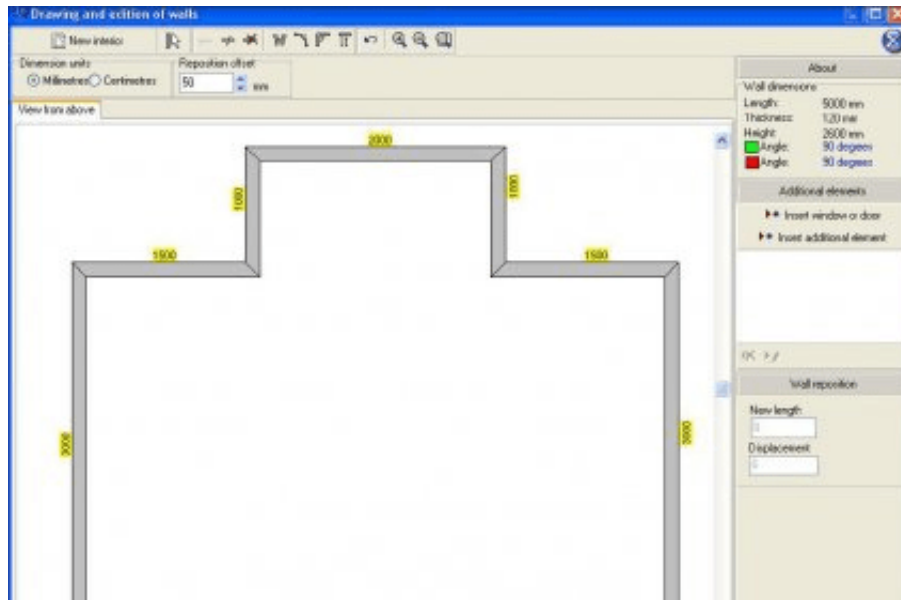 Drawing and edition of walls
New interior
Dimension units
Millimetres Centimetres
Reposition offset
50 mm
View from above
2000
1000
1000
1500
1500
3000
3000
About
Wall dimensions
Length: 5000 mm
Thickness: 120 mm
Height: 2600 mm
Angle: 90 degrees
Angle: 90 degrees
Additional elements
Insert window or door
Insert additional element
Wall reposition
New length
0
Displacement
0